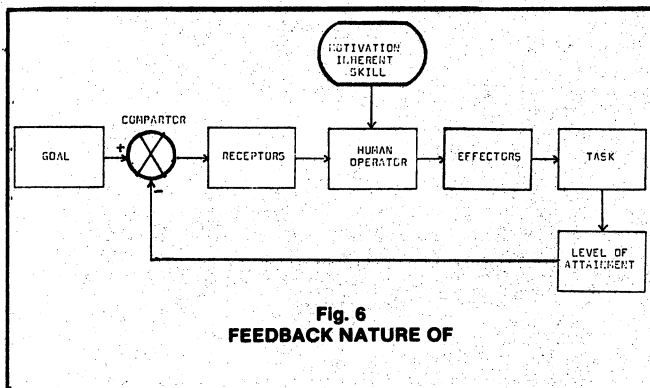 MOTIVATION
INHERENT
SKILL
COMPARTOR
GOAL
+
-
RECEPTORS
HUMAN
OPERATOR
EFFECTORS
TASK
LEVEL OF
ATTAINMENT
Fig. 6
FEEDBACK NATURE OF